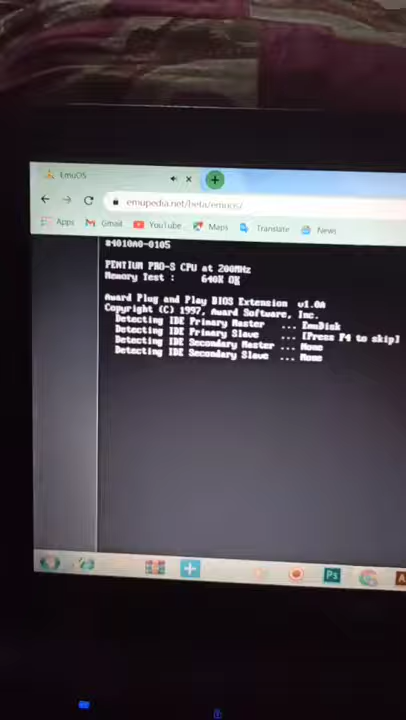 EmuOS
emupedia.net/beta/emuos/
Apps Gmail YouTube Maps Translate News
#4010A0-0105
PENTIUM PRO-S CPU at 200MHz
Memory Test : 640K OK
Award Plug and Play BIOS Extension v1.0A
Copyright (C) 1997, Award Software, Inc.
Detecting IDE Primary Master ... EmuDisk
Detecting IDE Primary Slave ... [Press F4 to skip]
Detecting IDE Secondary Master ... None
Detecting IDE Secondary Slave ... None
Ps